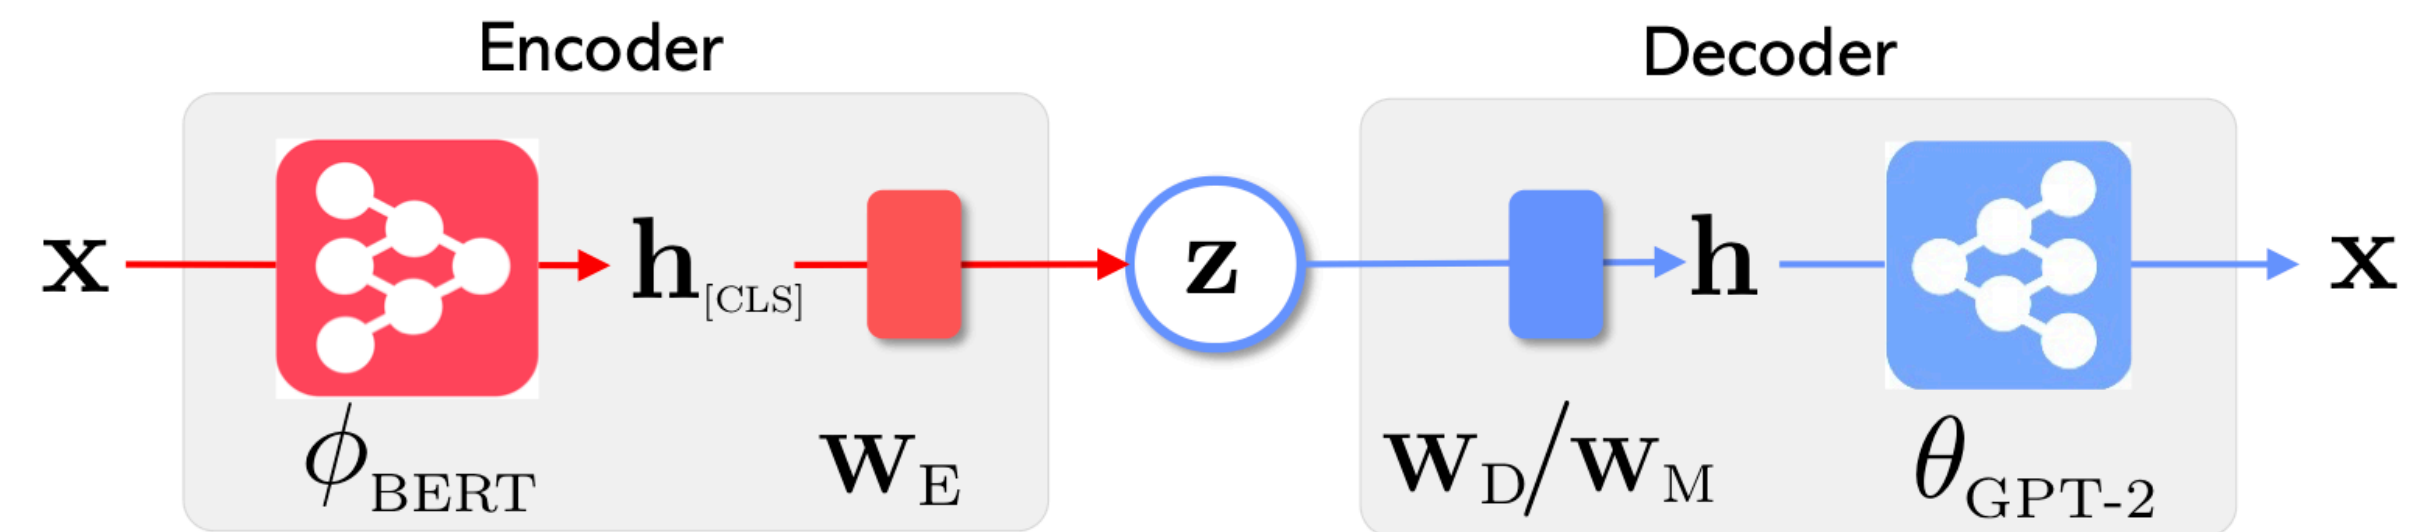 Encoder
Decoder
x
h[CLS]
z
h
x
ϕBERT
WE
WD/WM
θGPT-2